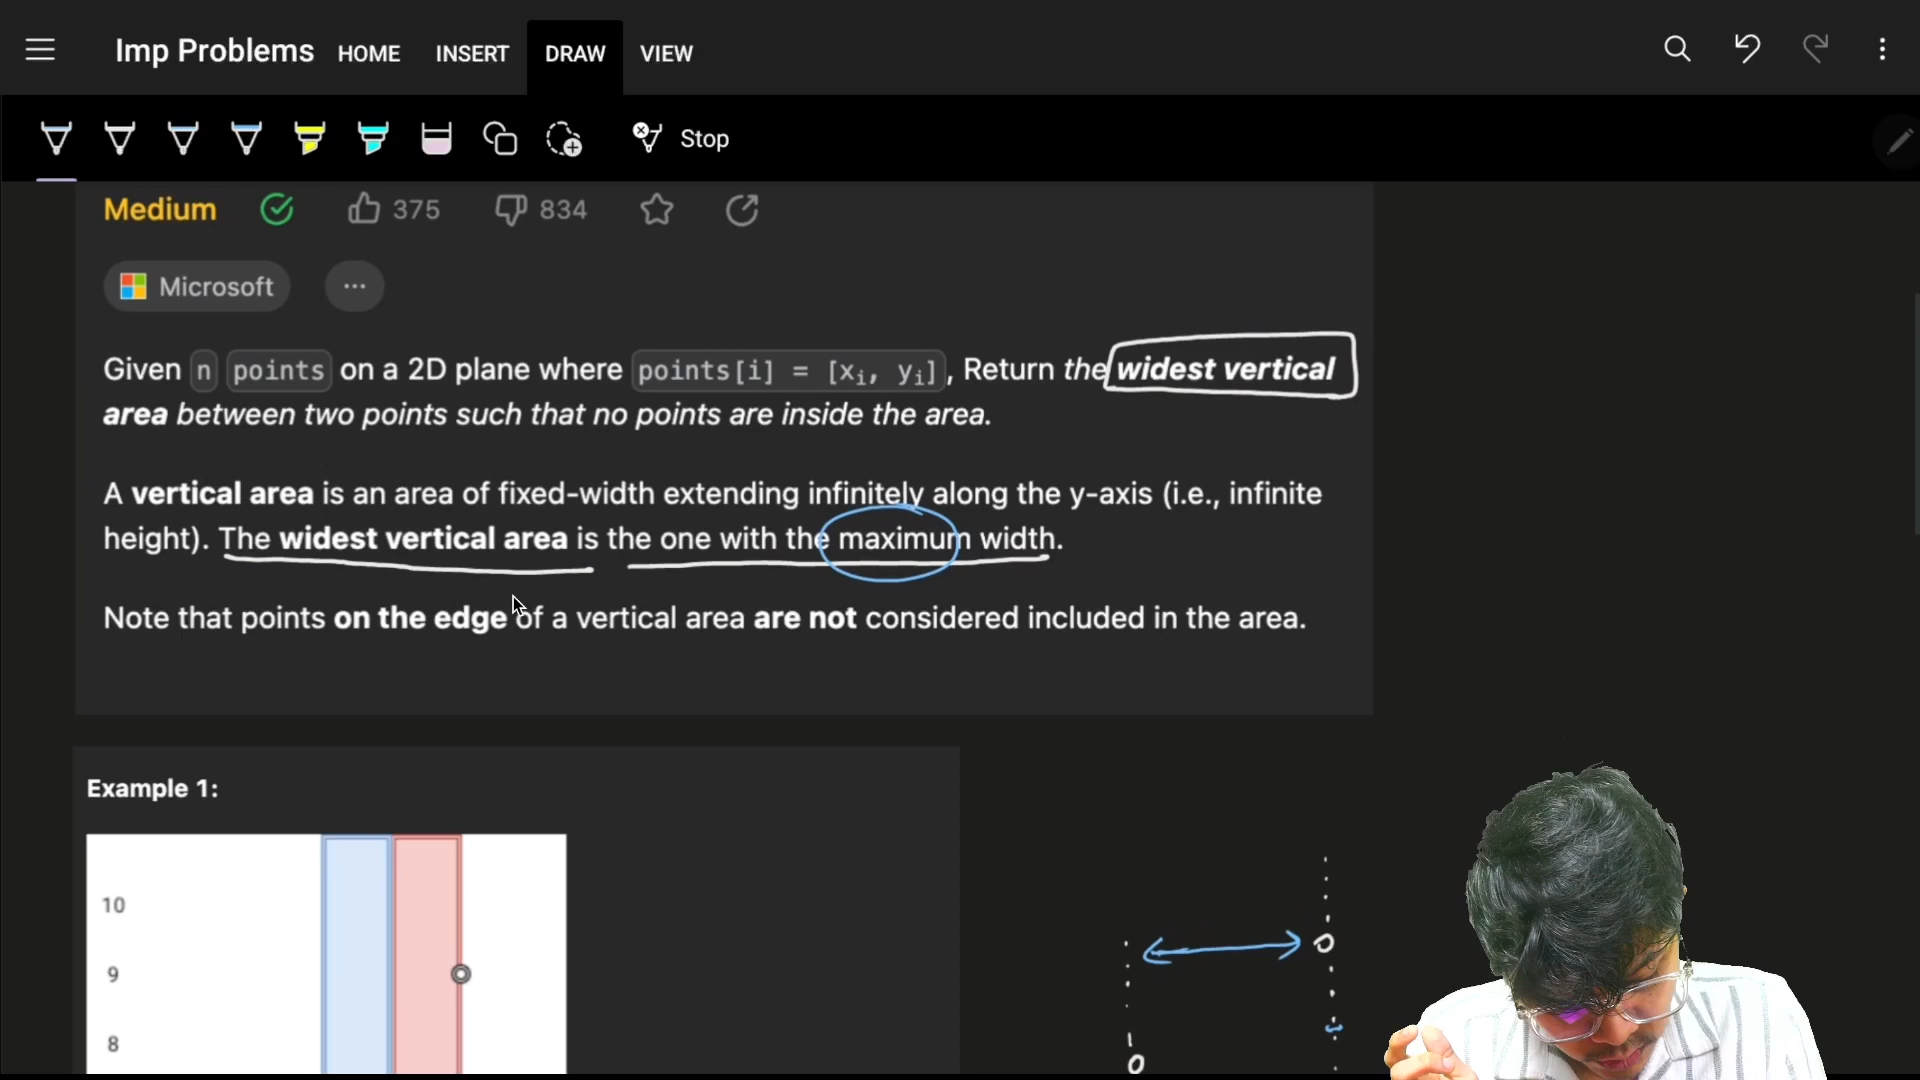 Imp Problems HOME INSERT DRAW VIEW
Stop
Medium 375 834
Microsoft ...
Given n points on a 2D plane where points[i] = [xᵢ, yᵢ], Return the widest vertical
area between two points such that no points are inside the area.
A vertical area is an area of fixed-width extending infinitely along the y-axis (i.e., infinite
height). The widest vertical area is the one with the maximum width.
Note that points on the edge of a vertical area are not considered included in the area.
Example 1:
10
9
8